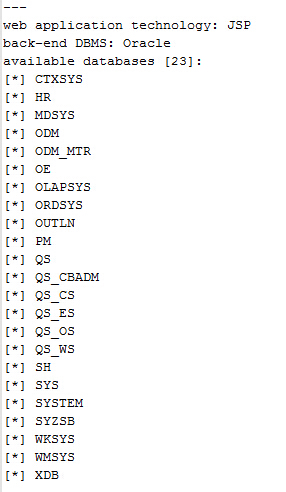 ---
web application technology: JSP
back-end DBMS: Oracle
available databases [23]:
[*] CTXSYS
[*] HR
[*] MDSYS
[*] ODM
[*] ODM_MTR
[*] OE
[*] OLAPSYS
[*] ORDSYS
[*] OUTLN
[*] PM
[*] QS
[*] QS_CBADM
[*] QS_CS
[*] QS_ES
[*] QS_OS
[*] QS_WS
[*] SH
[*] SYS
[*] SYSTEM
[*] SYZSB
[*] WKSYS
[*] WMSYS
[*] XDB